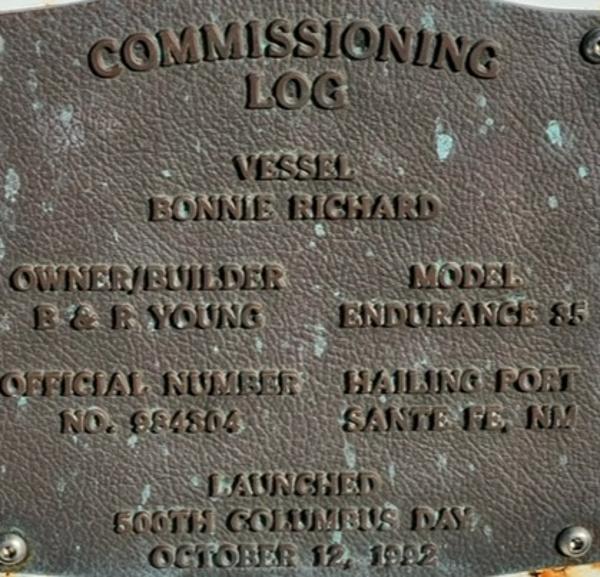 COMMISSIONING
LOG
VESSEL
BONNIE RICHARD
OWNER/BUILDER
B & R YOUNG
MODEL
ENDURANCE 35
OFFICIAL NUMBER
NO. 984804
HAILING PORT
SANTE FE, NM
LAUNCHED
500TH COLUMBUS DAY
OCTOBER 12, 1992